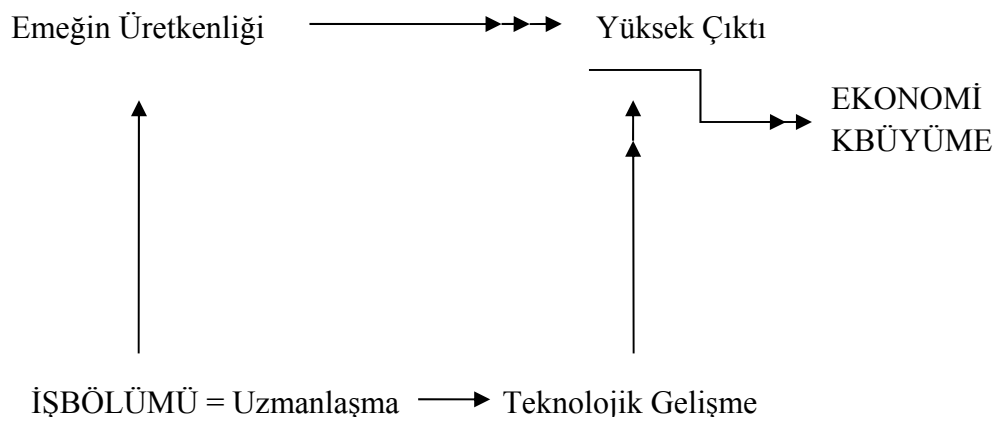 Emeğin Üretkenliği
Yüksek Çıktı
EKONOMİ
KBÜYÜME
İŞBÖLÜMÜ = Uzmanlaşma
Teknolojik Gelişme